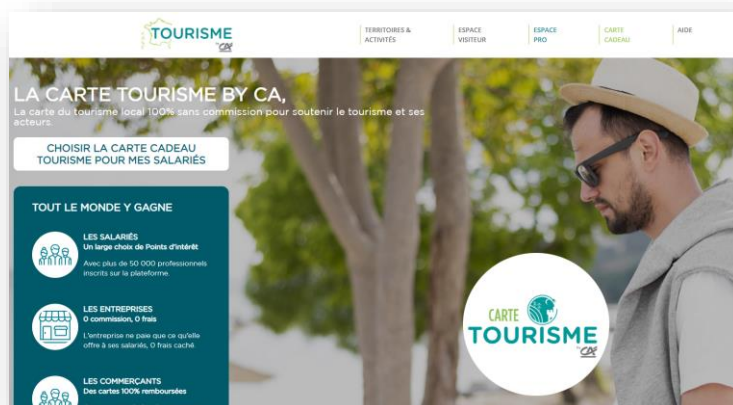 TOURISME
by CA
TERRITOIRES &
ACTIVITÉS
ESPACE
VISITEUR
ESPACE
PRO
CARTE
CADEAU
AIDE
LA CARTE TOURISME BY CA,
La carte du tourisme local 100% sans commission pour soutenir le tourisme et ses
acteurs.
CHOISIR LA CARTE CADEAU
TOURISME POUR MES SALARIÉS
TOUT LE MONDE Y GAGNE
LES SALARIÉS
Un large choix de Points d'intérêt
Avec plus de 50 000 professionnels
inscrits sur la plateforme.
LES ENTREPRISES
0 commission, 0 frais
L'entreprise ne paie que ce qu'elle
offre à ses salariés, 0 frais caché
LES COMMERÇANTS
Des cartes 100% remboursées
CARTE
TOURISME
by CA